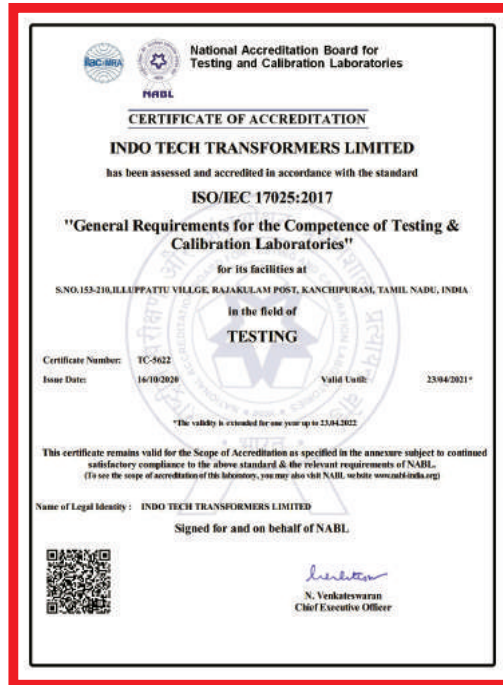 ilac-MRA
NABL
National Accreditation Board for
Testing and Calibration Laboratories
CERTIFICATE OF ACCREDITATION
INDO TECH TRANSFORMERS LIMITED
has been assessed and accredited in accordance with the standard
ISO/IEC 17025:2017
"General Requirements for the Competence of Testing &
Calibration Laboratories"
for its facilities at
S.NO.153-210,ILLUPPATTU VILLGE, RAJAKULAM POST, KANCHIPURAM, TAMIL NADU, INDIA
in the field of
TESTING
Certificate Number: TC-5622
Issue Date: 16/10/2020 Valid Until: 23/04/2021*
*The validity is extended for one year up to 23.04.2022
This certificate remains valid for the Scope of Accreditation as specified in the annexure subject to continued
satisfactory compliance to the above standard & the relevant requirements of NABL.
(To see the scope of accreditation of this laboratory, you may also visit NABL website www.nabl-india.org)
Name of Legal Identity : INDO TECH TRANSFORMERS LIMITED
Signed for and on behalf of NABL
N. Venkateswaran
Chief Executive Officer